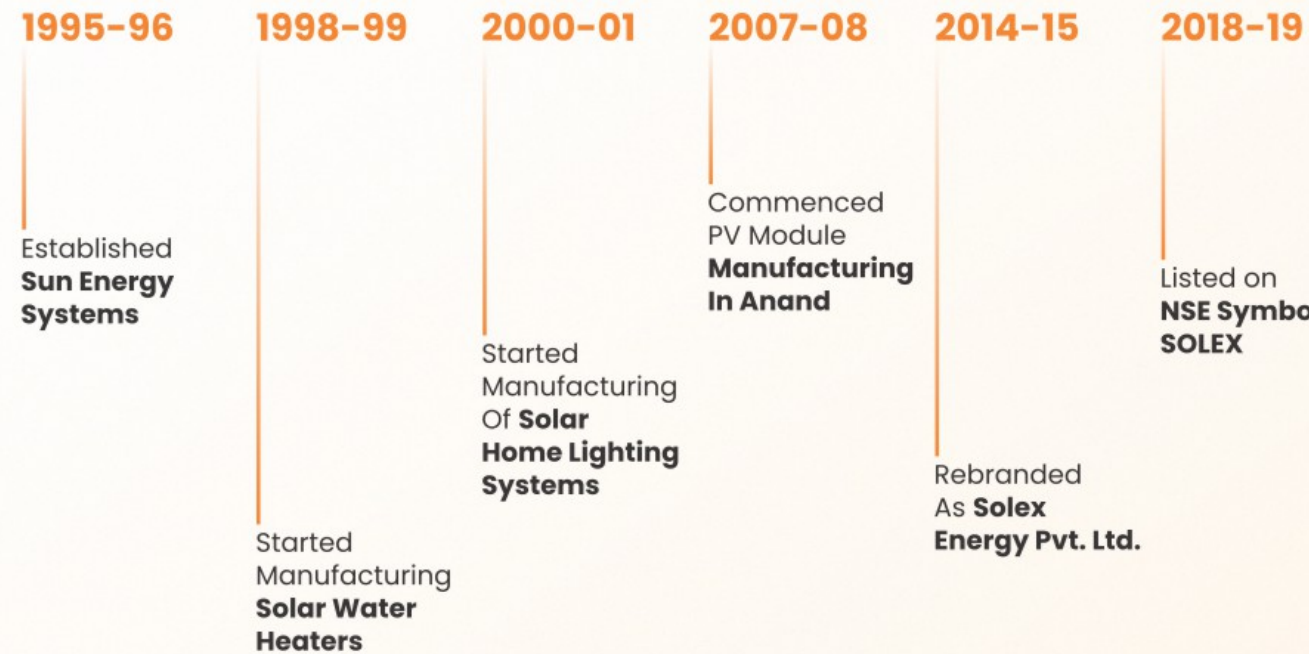 1995-96
Established
Sun Energy
Systems
1998-99
Started
Manufacturing
Solar Water
Heaters
2000-01
Started
Manufacturing
Of Solar
Home Lighting
Systems
2007-08
Commenced
PV Module
Manufacturing
In Anand
2014-15
Rebranded
As Solex
Energy Pvt. Ltd.
2018-19
Listed on
NSE Symbo
SOLEX